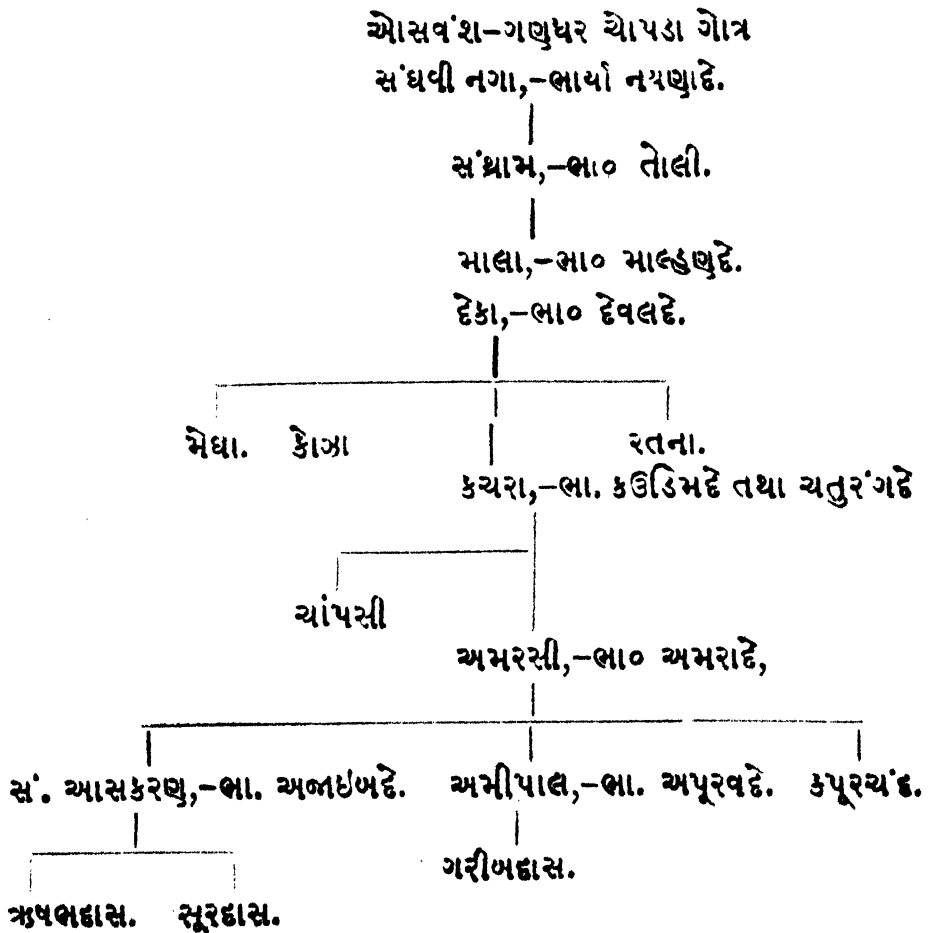 ઓસવંશ-ગણધર ચોપડા ગોત્ર
સંઘવી નગા,-ભાર્યા નયણાદે.
સંગ્રામ,-ભા૦ તોલી.
માલા,-ભા૦ માલ્હણદે.
દેકા,-ભા૦ દેવલદે.
મેઘા. કોઝા રતના.
કચરા,-ભા. કઉડિમદે તથા ચતુરંગદે
ચાંપસી
અમરસી,-ભા૦ અમરાદે,
સં. આસકરણ,-ભા. અજાઇબદે. અમીપાલ,-ભા. અપૂરવદે. કપૂરચંદ.
ગરીબદાસ.
ઋષભદાસ. સૂરદાસ.